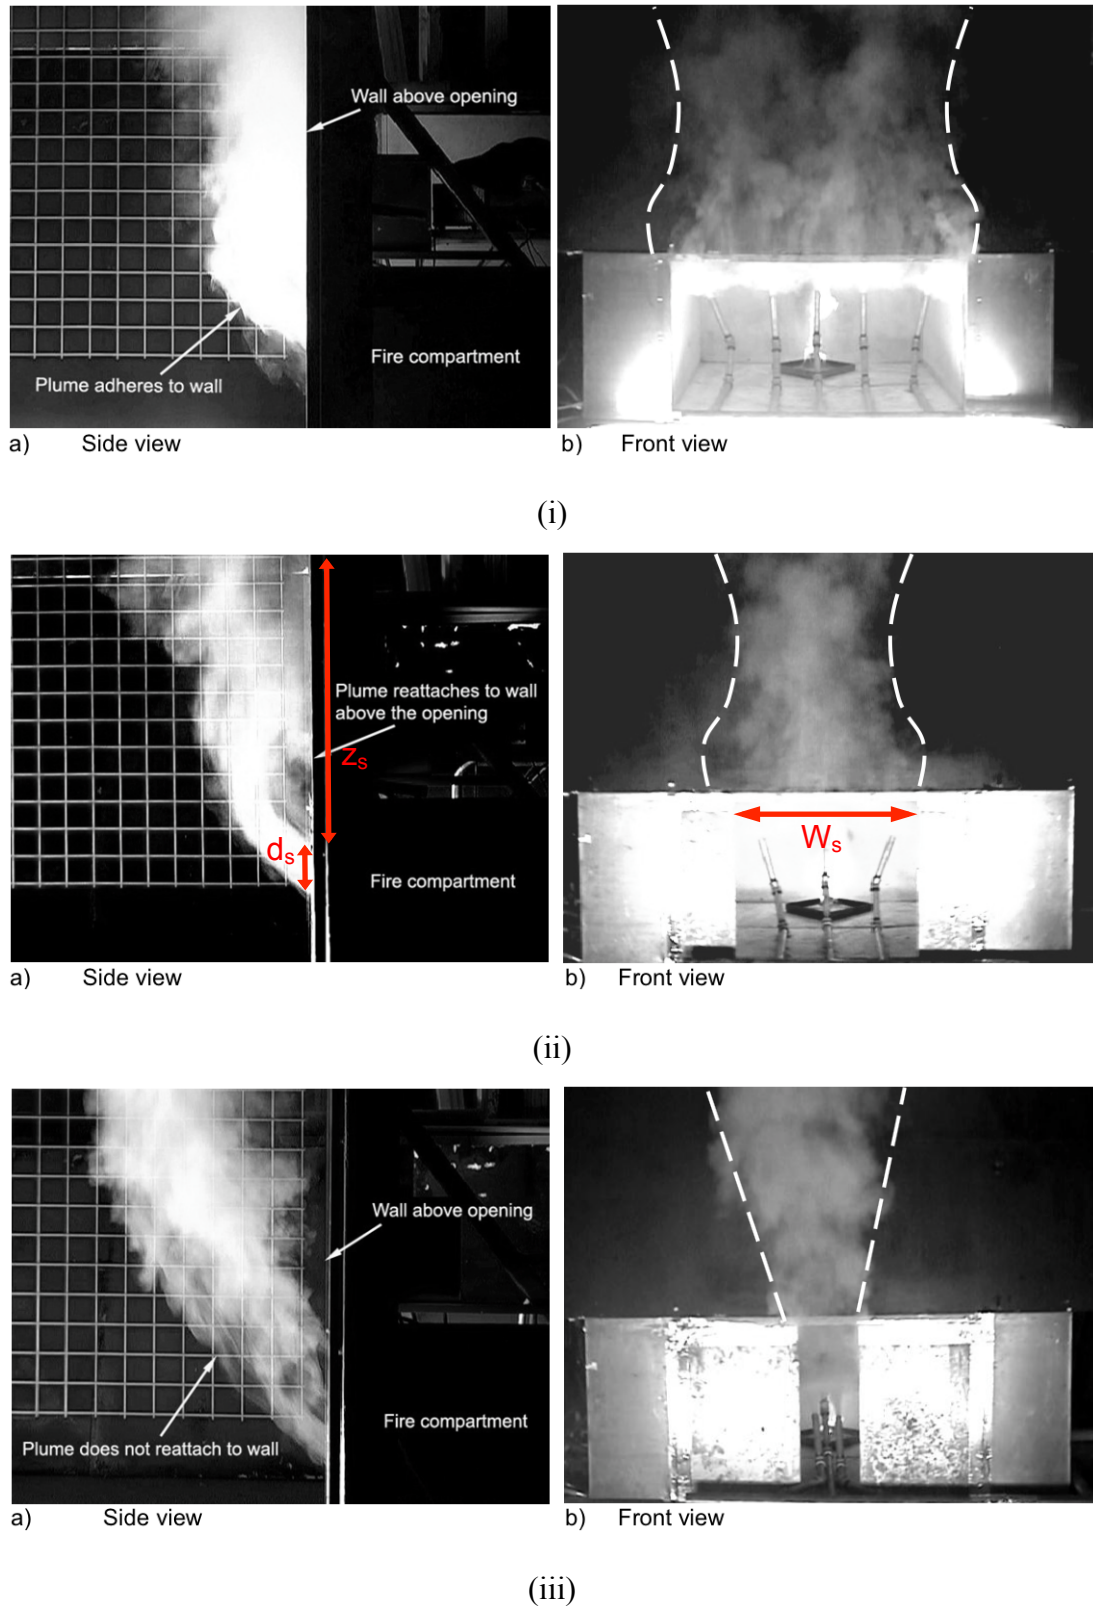 Wall above opening
Fire compartment
Plume adheres to wall
a) Side view
b) Front view
(i)
Plume reattaches to wall
above the opening
zₛ
dₛ
Fire compartment
Wₛ
a) Side view
b) Front view
(ii)
Wall above opening
Fire compartment
Plume does not reattach to wall
a) Side view
b) Front view
(iii)